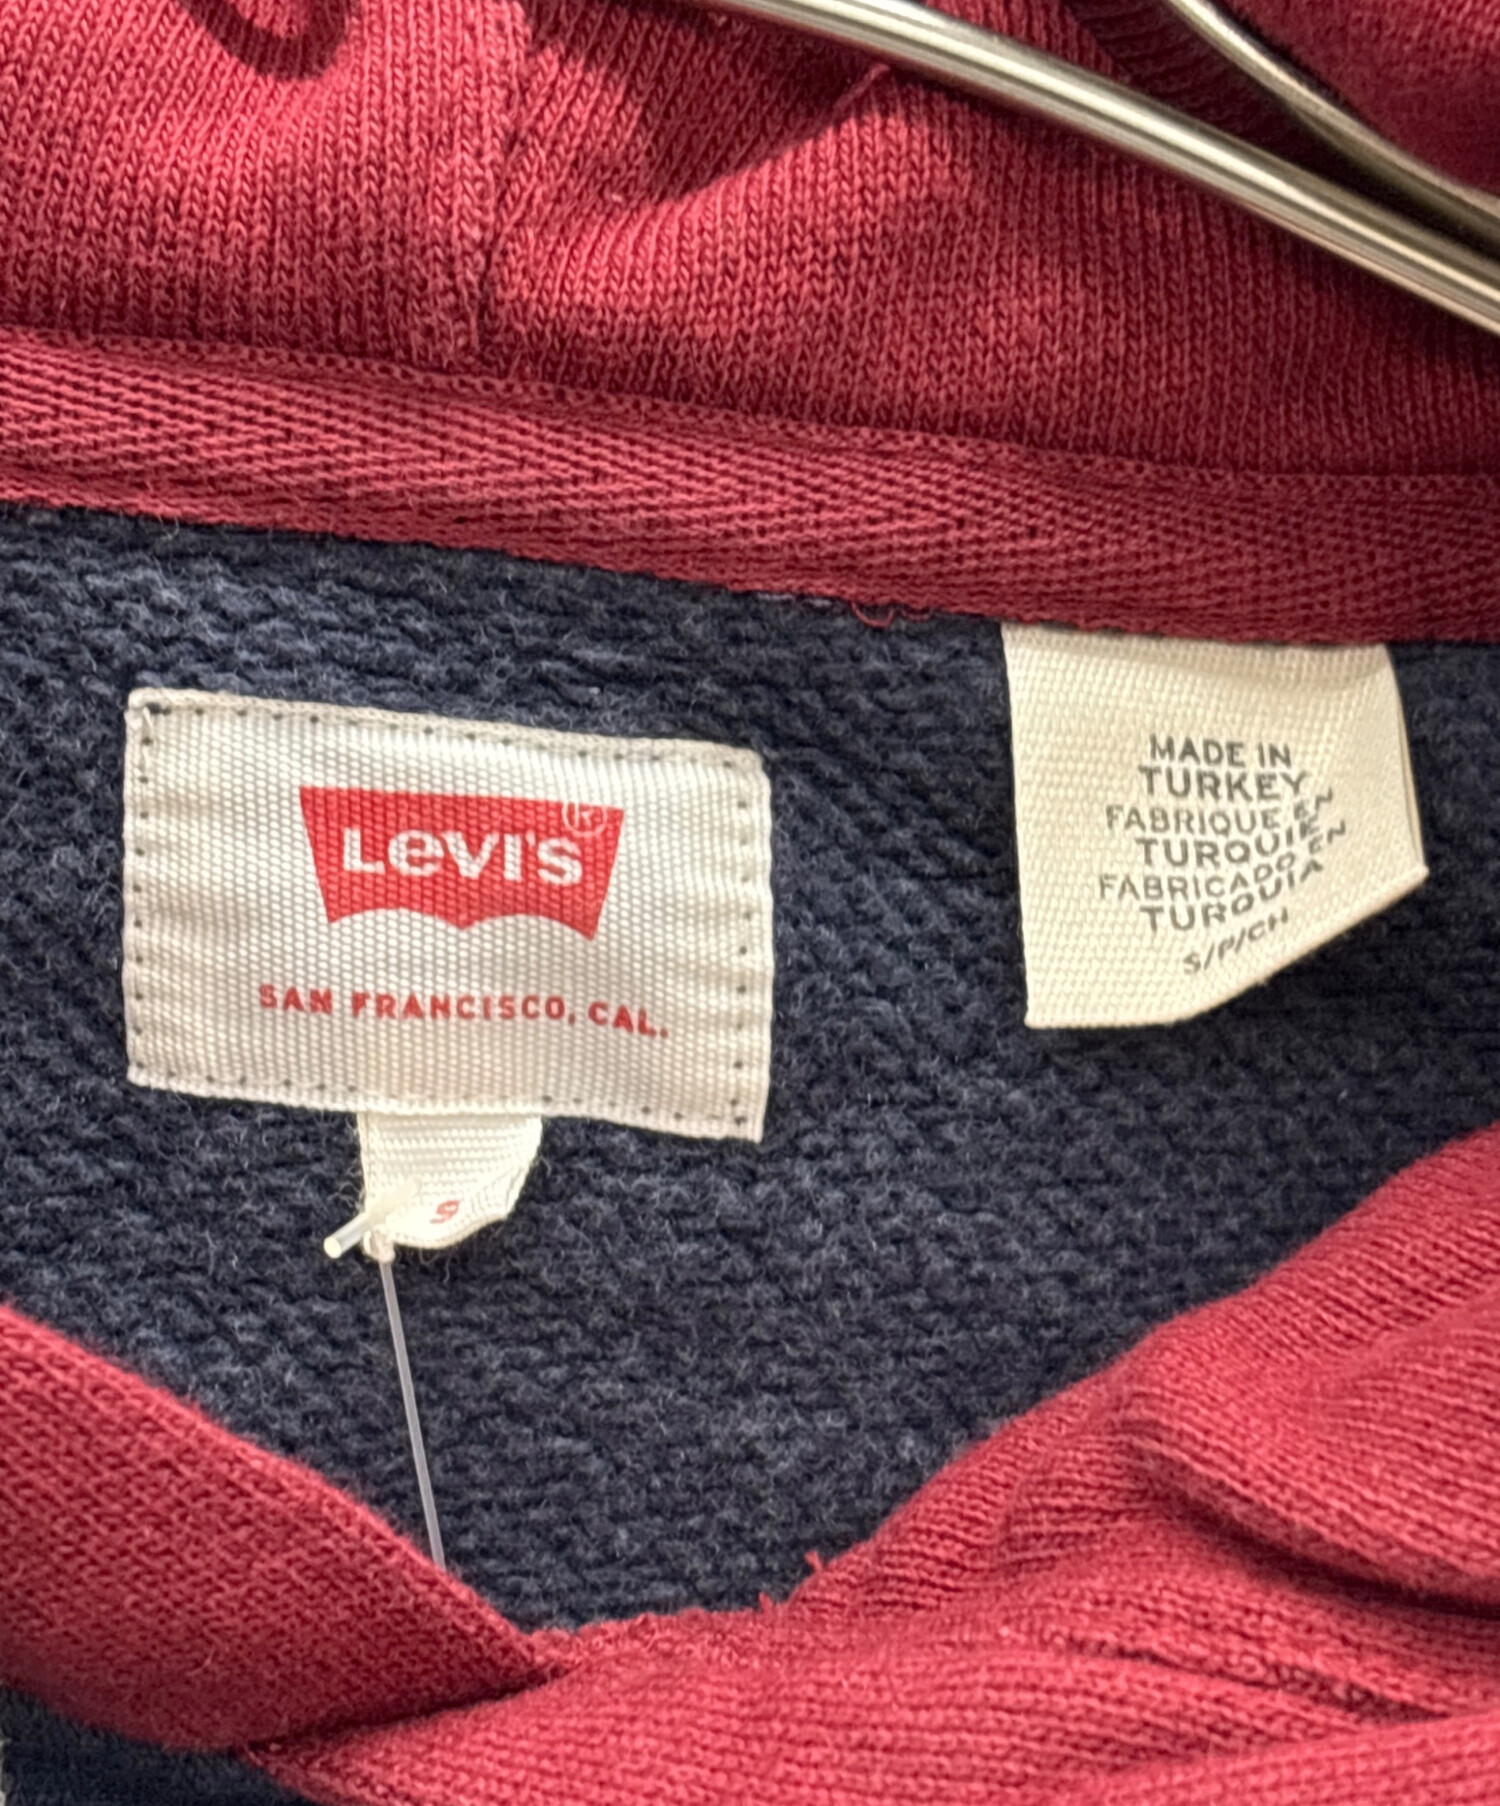 LEVI'S®
SAN FRANCISCO, CAL.
S
MADE IN
TURKEY
FABRIQUE EN
TURQUIE
FABRICADO EN
TURQUIA
S/P/CH